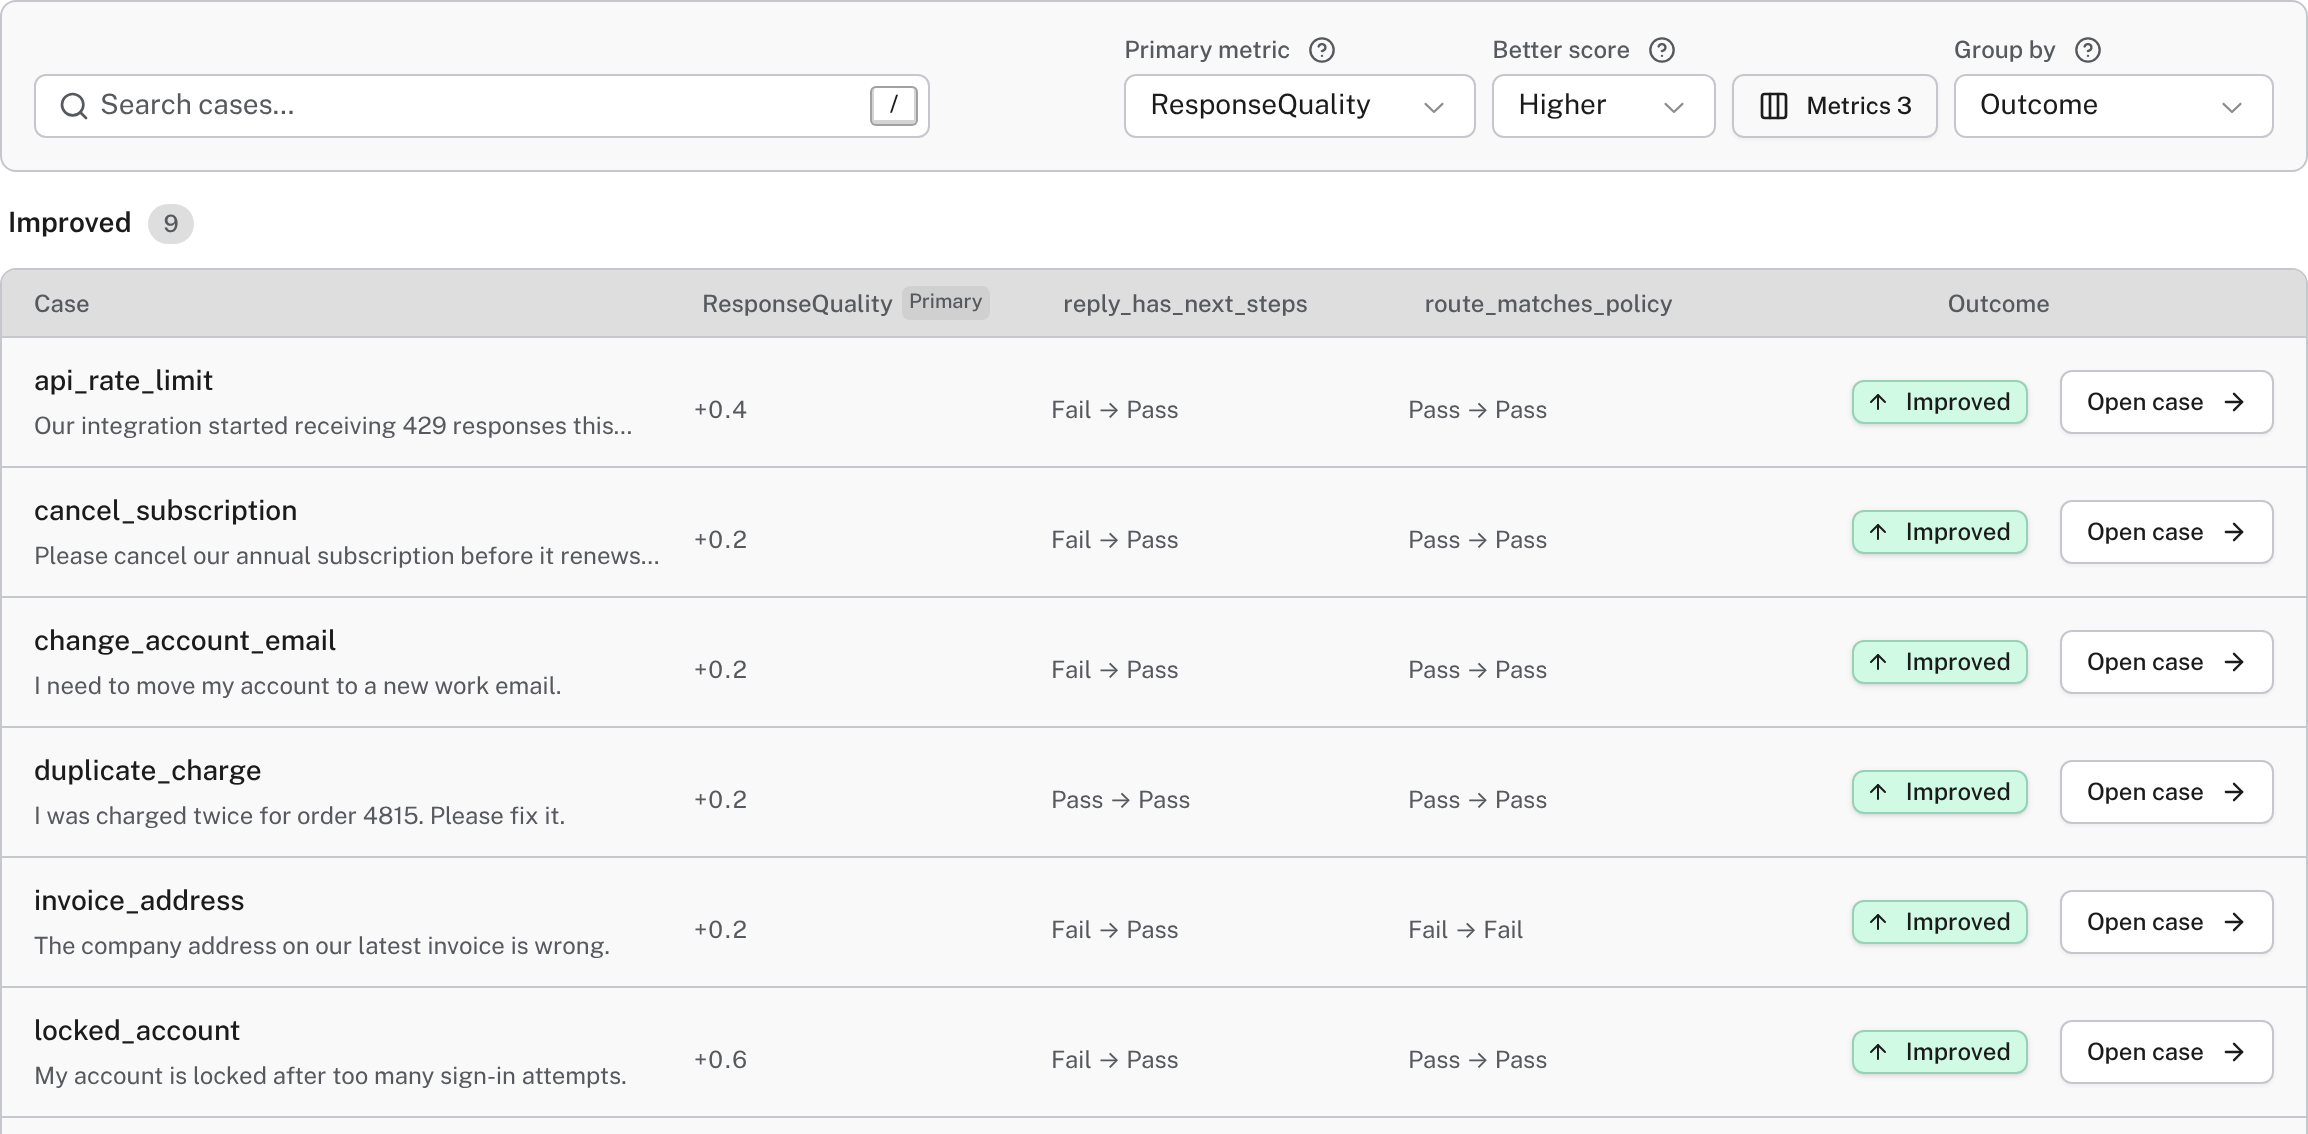 Primary metric
Better score
Group by
Search cases...
/
ResponseQuality
Higher
Metrics 3
Outcome
Improved 9
Case ResponseQuality Primary reply_has_next_steps route_matches_policy Outcome
api_rate_limit
Our integration started receiving 429 responses this...
+0.4 Fail → Pass Pass → Pass ↑ Improved Open case →
cancel_subscription
Please cancel our annual subscription before it renews...
+0.2 Fail → Pass Pass → Pass ↑ Improved Open case →
change_account_email
I need to move my account to a new work email.
+0.2 Fail → Pass Pass → Pass ↑ Improved Open case →
duplicate_charge
I was charged twice for order 4815. Please fix it.
+0.2 Pass → Pass Pass → Pass ↑ Improved Open case →
invoice_address
The company address on our latest invoice is wrong.
+0.2 Fail → Pass Fail → Fail ↑ Improved Open case →
locked_account
My account is locked after too many sign-in attempts.
+0.6 Fail → Pass Pass → Pass ↑ Improved Open case →